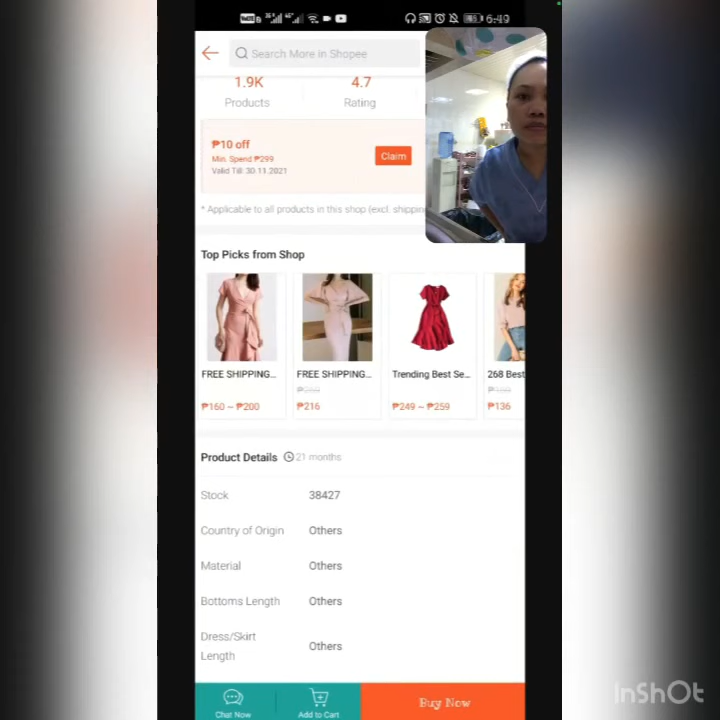 6:49
Search More in Shopee
1.9K
4.7
Products
Rating
₱10 off
Min. Spend ₱299
Valid Till: 30.11.2021
Claim
* Applicable to all products in this shop (excl. shippin
Top Picks from Shop
FREE SHIPPING...
FREE SHIPPING...
Trending Best Se...
268 Best
₱216
₱160 – ₱200
₱249 – ₱259
₱136
Product Details
21 months
Stock
38427
Country of Origin
Others
Material
Others
Bottoms Length
Others
Dress/Skirt
Length
Others
Chat Now
Add to Cart
Buy Now
InShOt